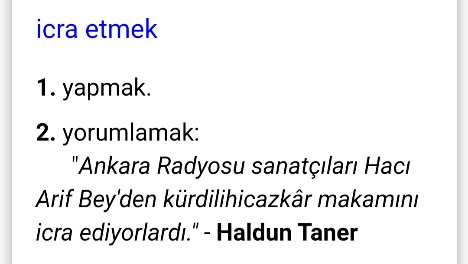 icra etmek
1. yapmak.
2. yorumlamak:
"Ankara Radyosu sanatçıları Hacı
Arif Bey'den kürdilihicazkâr makamını
icra ediyorlardı." - Haldun Taner